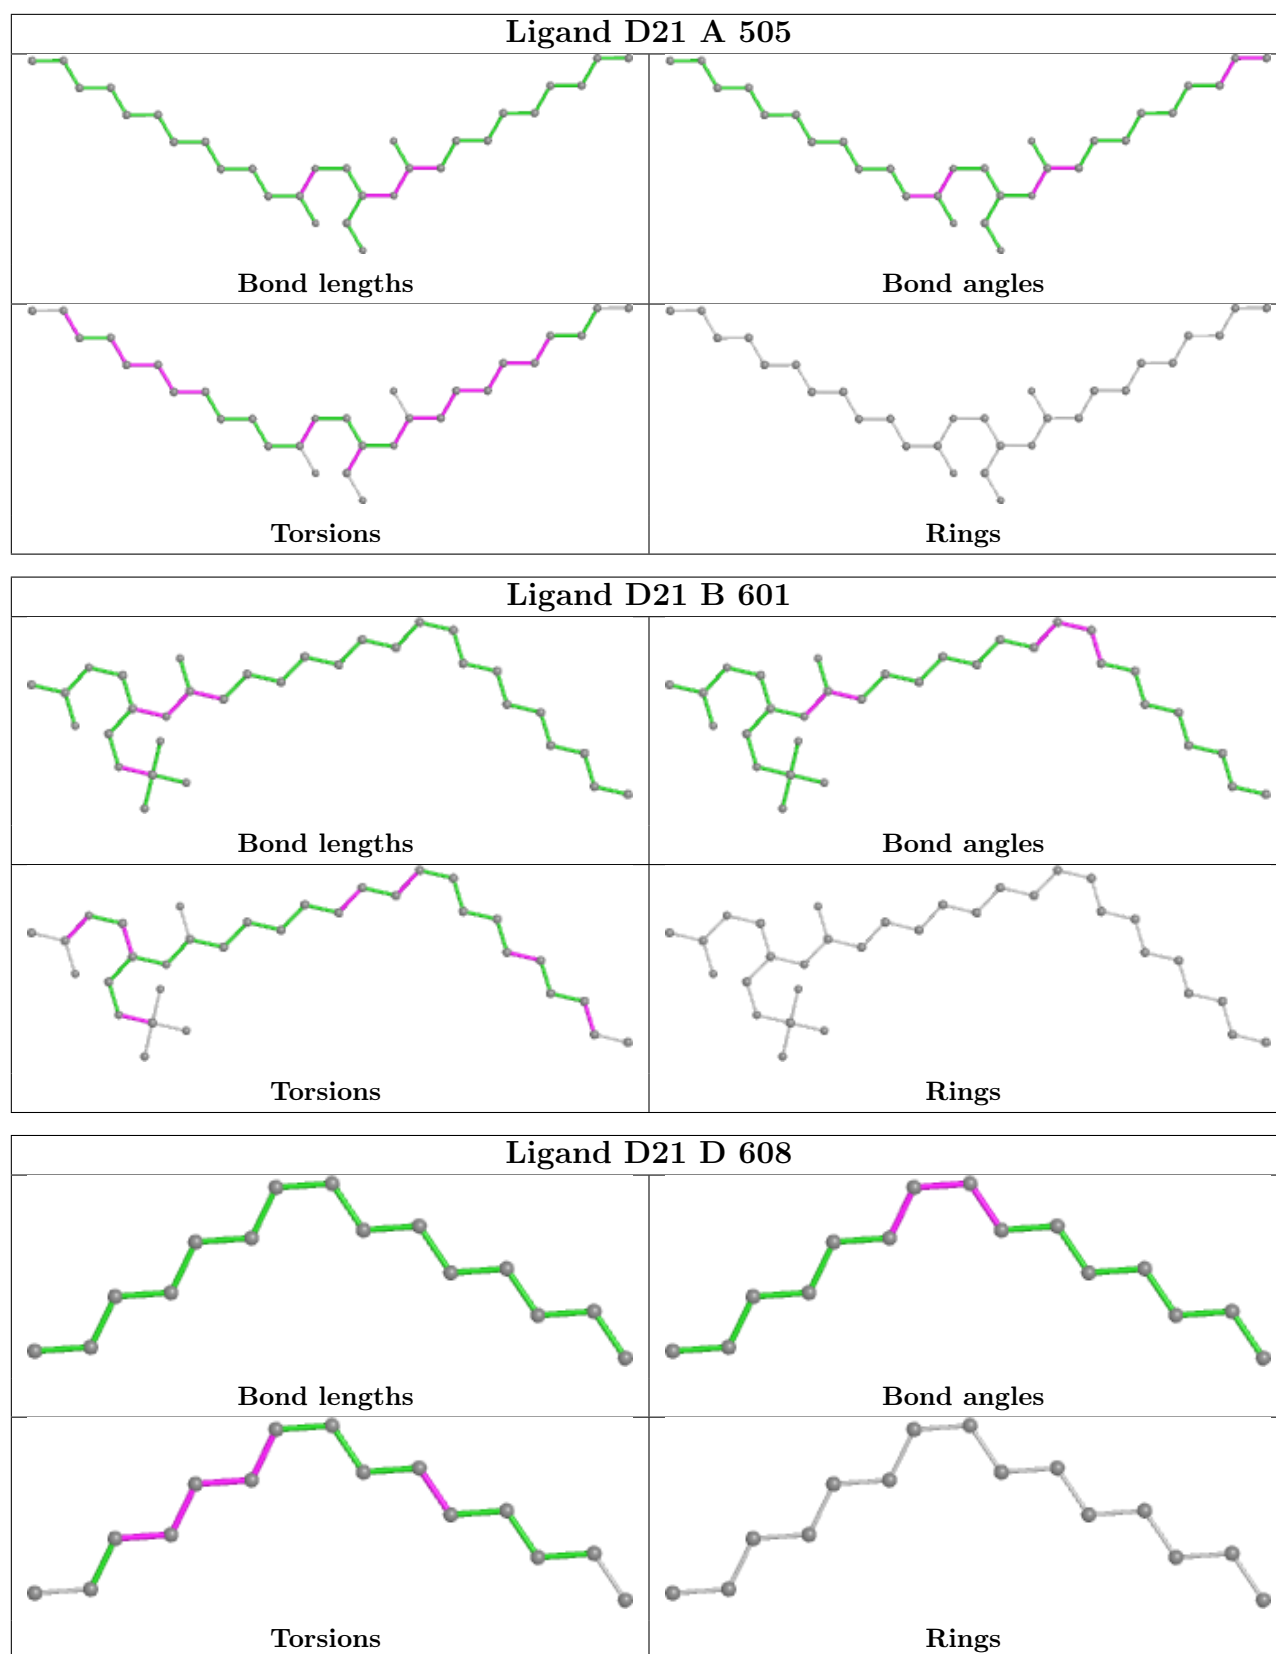 Ligand D21 A 505
Bond lengths
Bond angles
Torsions
Rings
Ligand D21 B 601
Bond lengths
Bond angles
Torsions
Rings
Ligand D21 D 608
Bond lengths
Bond angles
Torsions
Rings